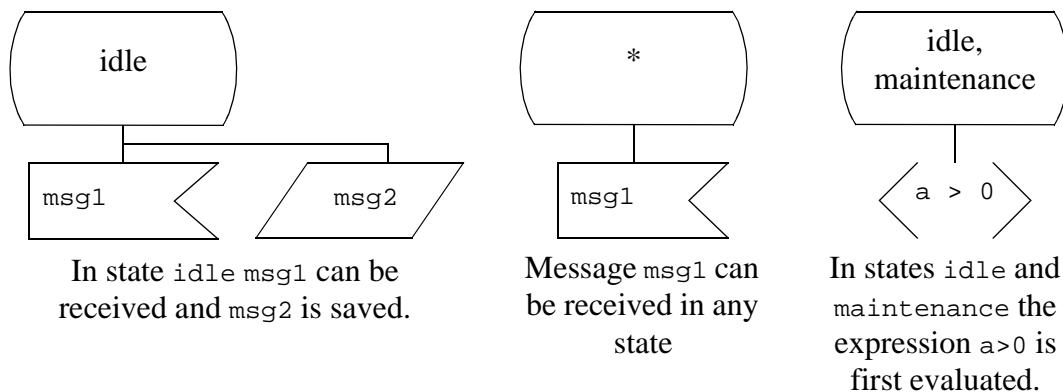 idle
msg1
msg2
In state idle msg1 can be
received and msg2 is saved.
*
msg1
Message msg1 can
be received in any
state
idle,
maintenance
a > 0
In states idle and
maintenance the
expression a>0 is
first evaluated.